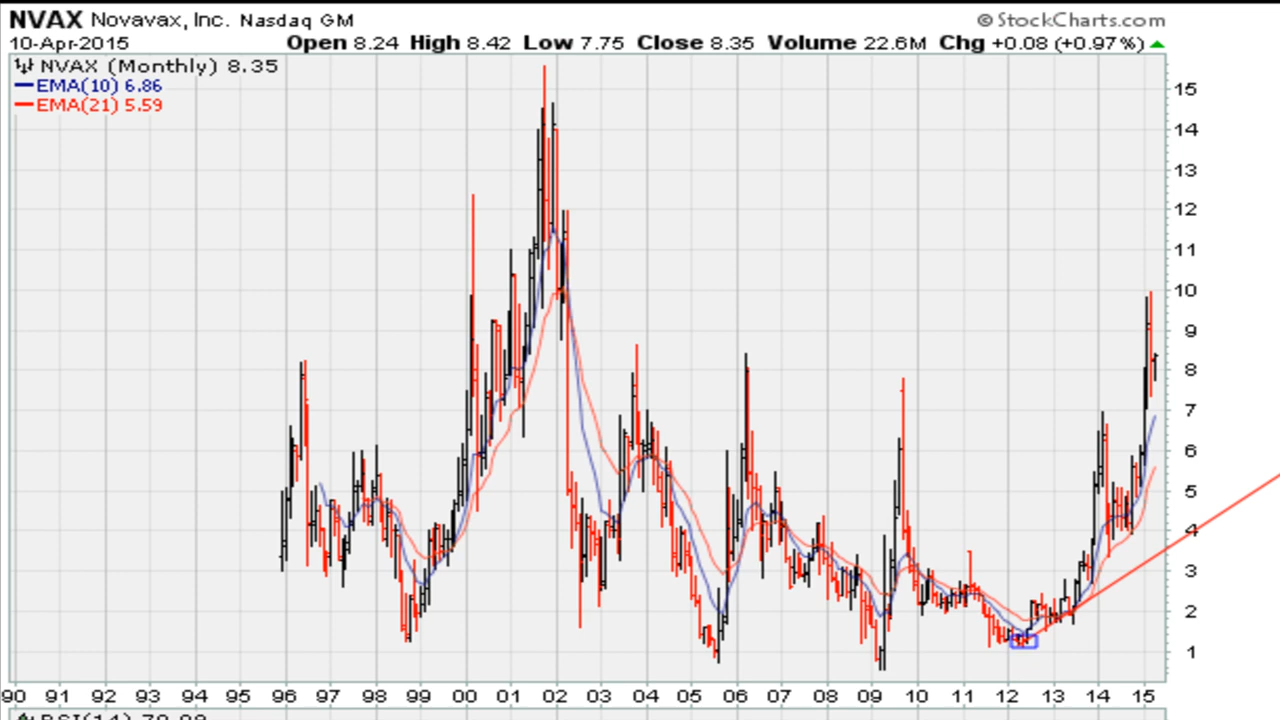 NVAX Novavax, Inc. Nasdaq GM © StockCharts.com
10-Apr-2015 Open 8.24 High 8.42 Low 7.75 Close 8.35 Volume 22.6M Chg +0.08 (+0.97%)
NVAX (Monthly) 8.35
EMA(10) 6.86
EMA(21) 5.59
15
14
13
12
11
10
9
8
7
6
5
4
3
2
1
90 91 92 93 94 95 96 97 98 99 00 01 02 03 04 05 06 07 08 09 10 11 12 13 14 15